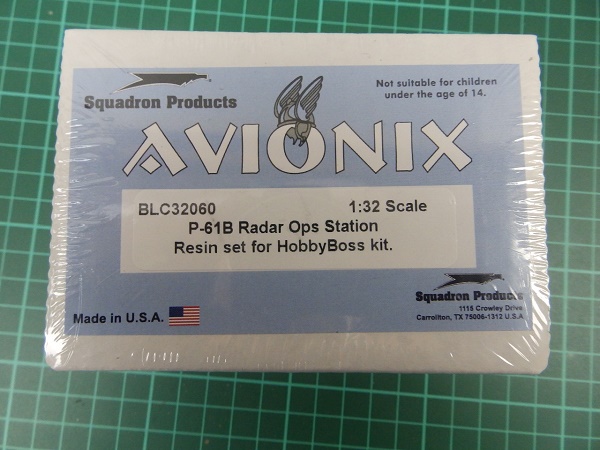 Squadron Products
Not suitable for children
under the age of 14.
AVIONIX
BLC32060 1:32 Scale
P-61B Radar Ops Station
Resin set for HobbyBoss kit.
Made in U.S.A.
Squadron Products
1115 Crowley Drive
Carrollton, TX 75006-1312 U.S.A